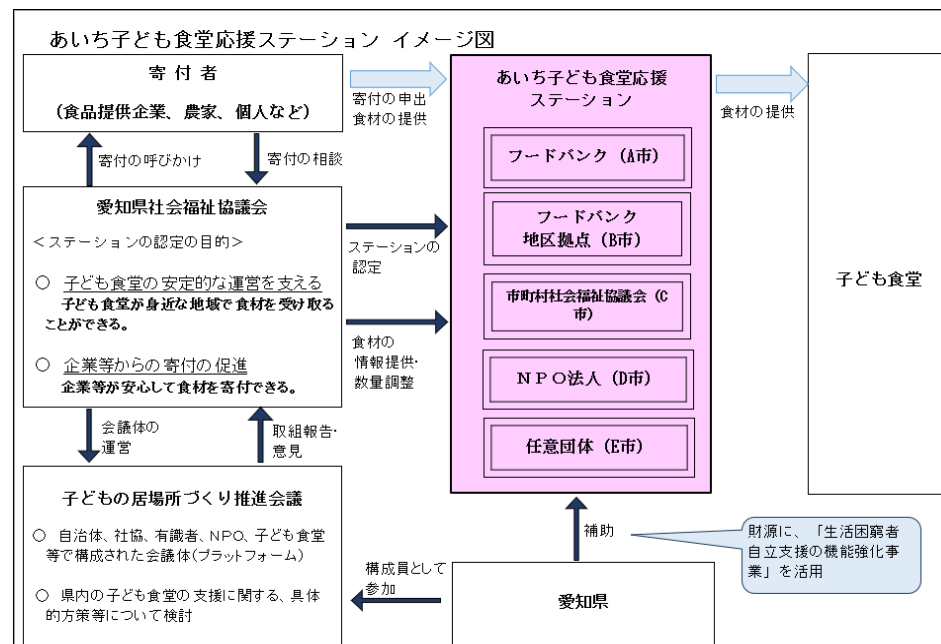 あいち子ども食堂応援ステーション イメージ図
寄付者
(食品提供企業、農家、個人など)
寄付の申出
食材の提供
あいち子ども食堂応援
ステーション
食材の提供
子ども食堂
寄付の呼びかけ
寄付の相談
愛知県社会福祉協議会
<ステーションの認定の目的>
○ 子ども食堂の安定的な運営を支える
子ども食堂が身近な地域で食材を受け取る
ことができる。
○ 企業等からの寄付の促進
企業等が安心して食材を寄付できる。
ステーションの
認定
食材の
情報提供・
数量調整
フードバンク(A市)
フードバンク
地区拠点(B市)
市町村社会福祉協議会(C
市)
NPO法人(D市)
任意団体(E市)
会議体の
運営
取組報告・
意見
子どもの居場所づくり推進会議
○ 自治体、社協、有識者、NPO、子ども食堂
等で構成された会議体(プラットフォーム)
○ 県内の子ども食堂の支援に関する、具体
的方策等について検討
構成員として
参加
補助
愛知県
財源に、「生活困窮者
自立支援の機能強化事
業」を活用